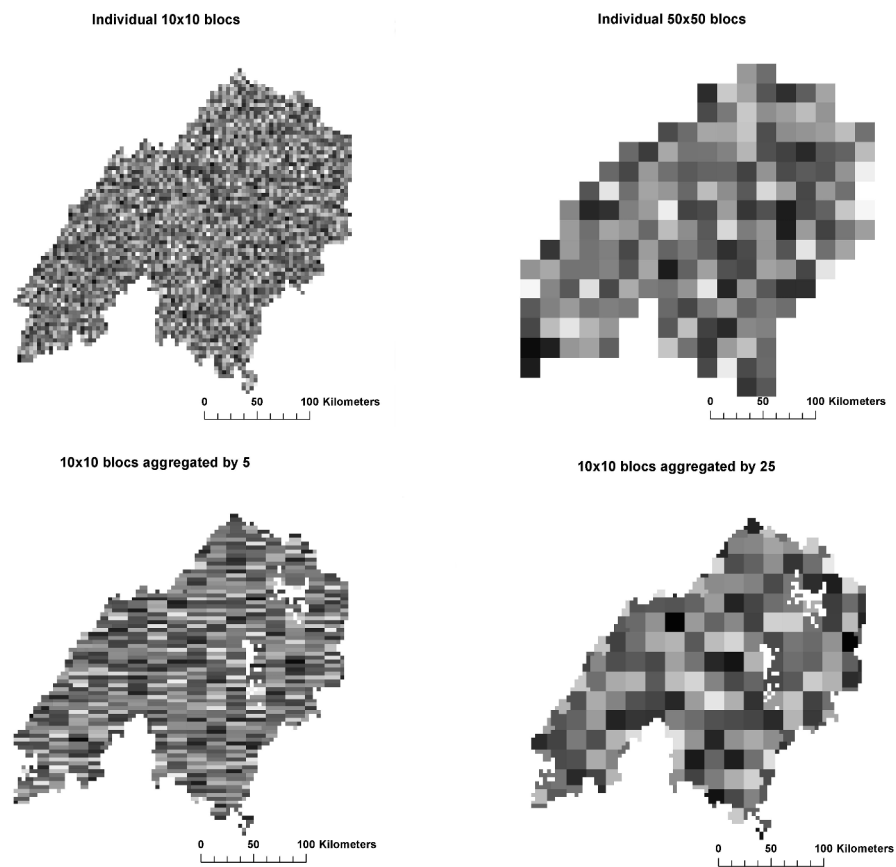 Individual 10x10 blocs
Individual 50x50 blocs
0 50 100 Kilometers
0 50 100 Kilometers
10x10 blocs aggregated by 5
10x10 blocs aggregated by 25
0 50 100 Kilometers
0 50 100 Kilometers